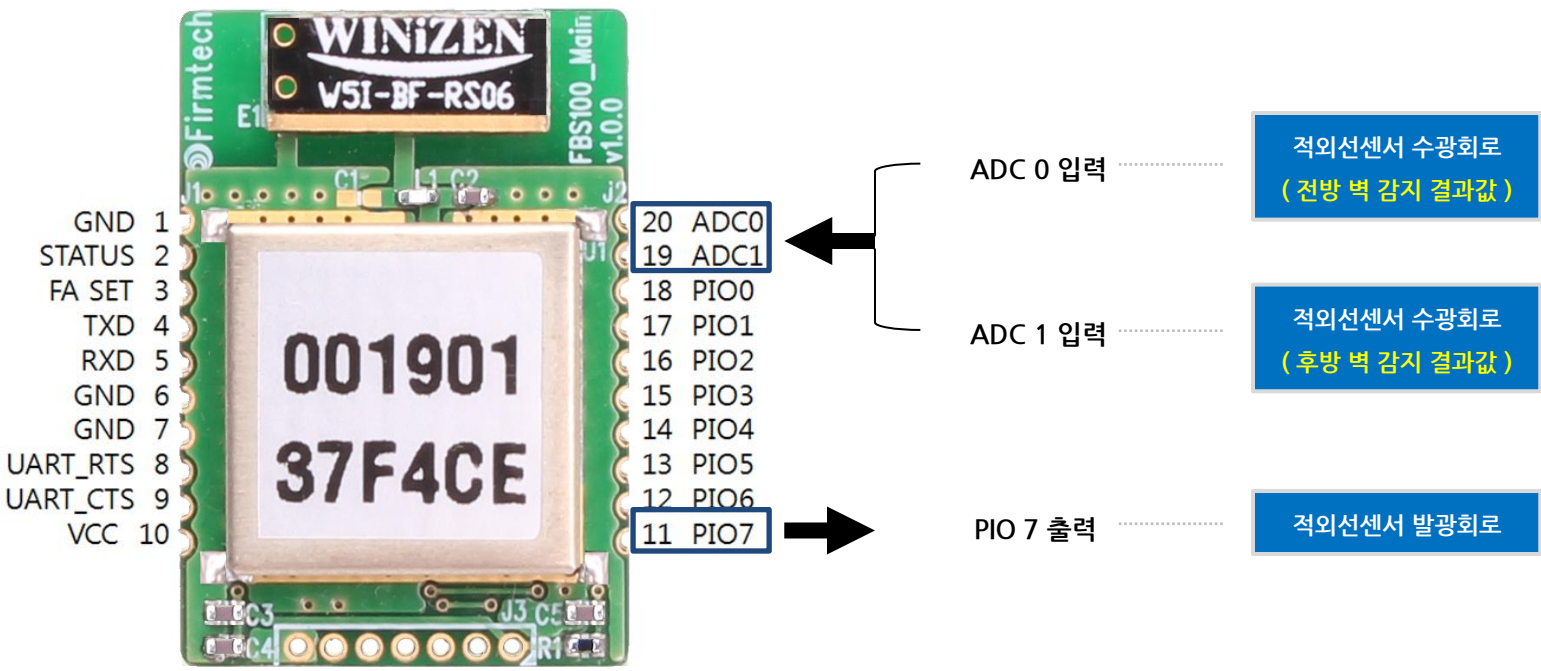 WINiZEN
W5I-BF-RS06
@Firmtech
FBS100_Main
v1.0.0
E1
J1
C1
L1
C2
J2
U1
GND 1
STATUS 2
FA SET 3
TXD 4
RXD 5
GND 6
GND 7
UART_RTS 8
UART_CTS 9
VCC 10
001901
37F4CE
20 ADC0
19 ADC1
18 PIO0
17 PIO1
16 PIO2
15 PIO3
14 PIO4
13 PIO5
12 PIO6
11 PIO7
C3
C4
J3
C5
R1
ADC 0 입력
적외선센서 수광회로
( 전방 벽 감지 결과값 )
ADC 1 입력
적외선센서 수광회로
( 후방 벽 감지 결과값 )
PIO 7 출력
적외선센서 발광회로